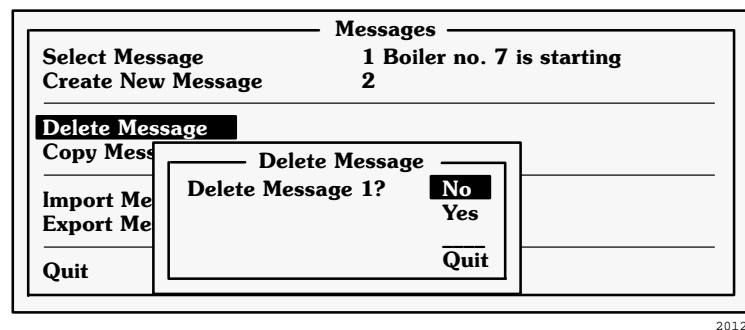 Messages
Select Message 1 Boiler no. 7 is starting
Create New Message 2
Delete Message
Copy Mess
Delete Message
Delete Message 1? No
Import Me
Yes
Export Me
Quit
Quit
2012